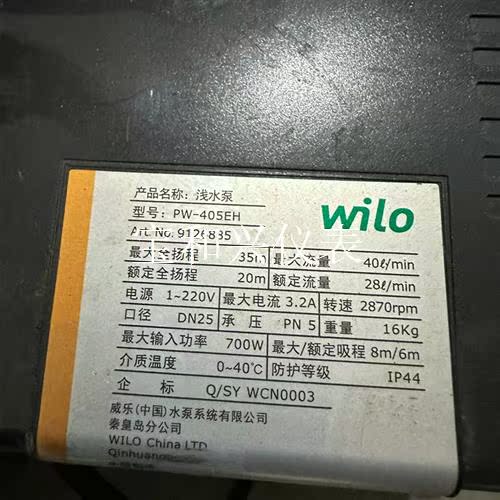 wilo
产品名称：浅水泵
型号：PW-405EH
Art No. 9126835
宝和兴仪表
最大全扬程 35m 最大流量 40ℓ/min
额定全扬程 20m 额定流量 28ℓ/min
电源 1~220V 最大电流 3.2A 转速 2870rpm
口径 DN25 承压 PN 5 重量 16Kg
最大输入功率 700W 最大/额定吸程 8m/6m
介质温度 0~40℃ 防护等级 IP44
企标 Q/SY WCN0003
威乐(中国)水泵系统有限公司
秦皇岛分公司
WILO China LTD